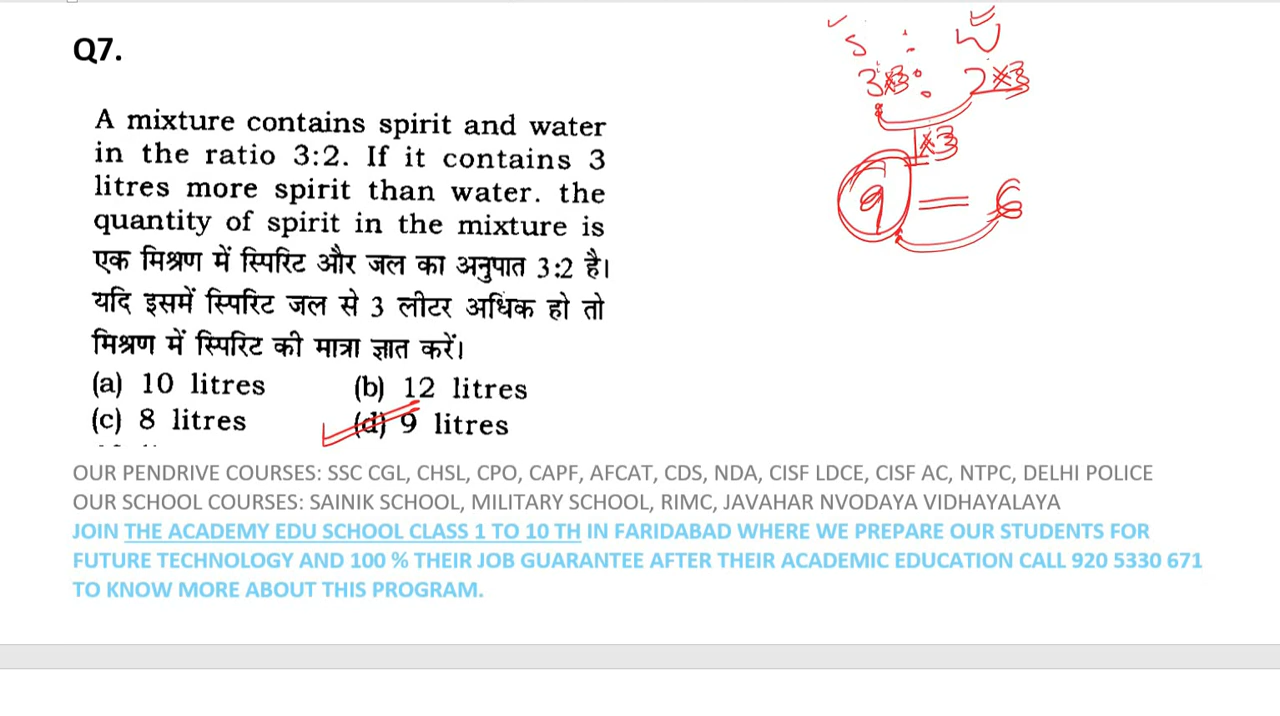 Q7.
A mixture contains spirit and water
in the ratio 3:2. If it contains 3
litres more spirit than water. the
quantity of spirit in the mixture is
एक मिश्रण में स्पिरिट और जल का अनुपात 3:2 है।
यदि इसमें स्पिरिट जल से 3 लीटर अधिक हो तो
मिश्रण में स्पिरिट की मात्रा ज्ञात करें।
(a) 10 litres (b) 12 litres
(c) 8 litres (d) 9 litres
S : W
3×3 : 2×3
×3
9 = 6
OUR PENDRIVE COURSES: SSC CGL, CHSL, CPO, CAPF, AFCAT, CDS, NDA, CISF LDCE, CISF AC, NTPC, DELHI POLICE
OUR SCHOOL COURSES: SAINIK SCHOOL, MILITARY SCHOOL, RIMC, JAVAHAR NVODAYA VIDHAYALAYA
JOIN THE ACADEMY EDU SCHOOL CLASS 1 TO 10 TH IN FARIDABAD WHERE WE PREPARE OUR STUDENTS FOR
FUTURE TECHNOLOGY AND 100 % THEIR JOB GUARANTEE AFTER THEIR ACADEMIC EDUCATION CALL 920 5330 671
TO KNOW MORE ABOUT THIS PROGRAM.